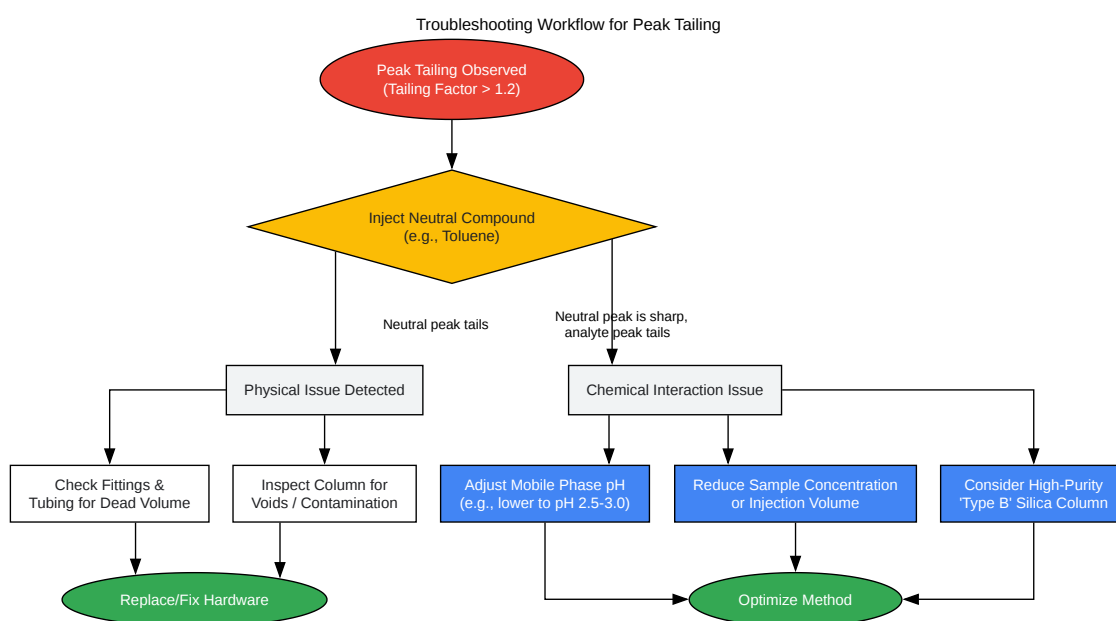 Troubleshooting Workflow for Peak Tailing
Peak Tailing Observed
(Tailing Factor > 1.2)
Inject Neutral Compound
(e.g., Toluene)
Neutral peak tails
Neutral peak is sharp,
analyte peak tails
Physical Issue Detected
Chemical Interaction Issue
Check Fittings &
Tubing for Dead Volume
Inspect Column for
Voids / Contamination
Adjust Mobile Phase pH
(e.g., lower to pH 2.5-3.0)
Reduce Sample Concentration
or Injection Volume
Consider High-Purity
'Type B' Silica Column
Replace/Fix Hardware
Optimize Method